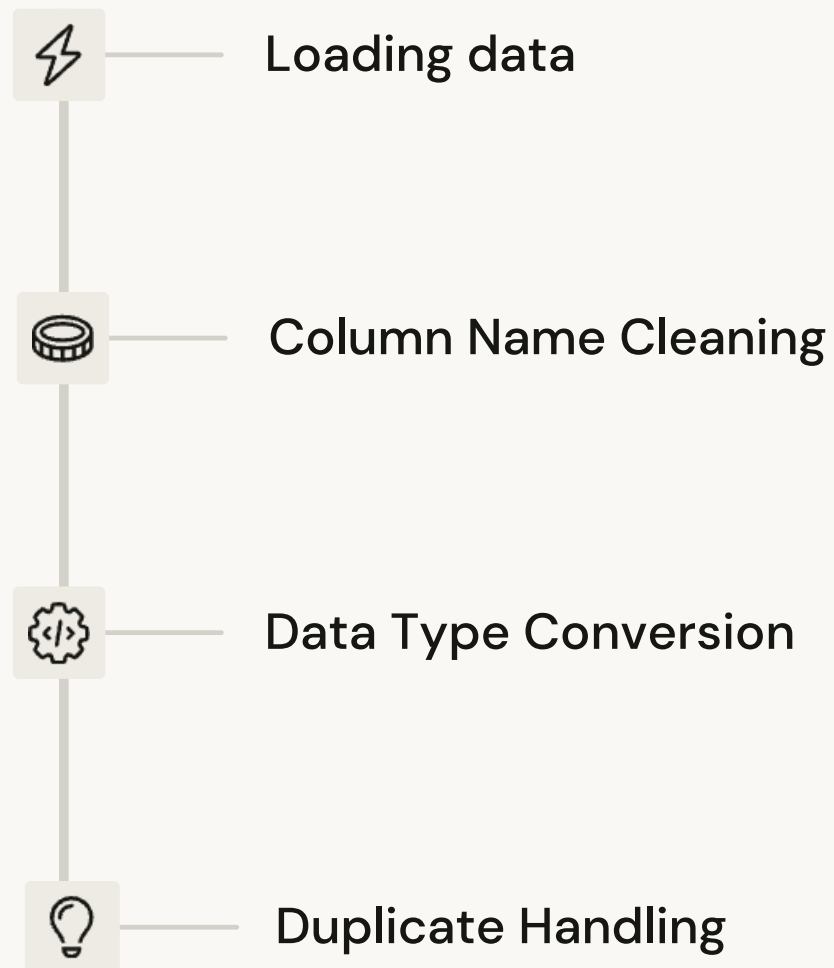 Loading data
Column Name Cleaning
Data Type Conversion
Duplicate Handling